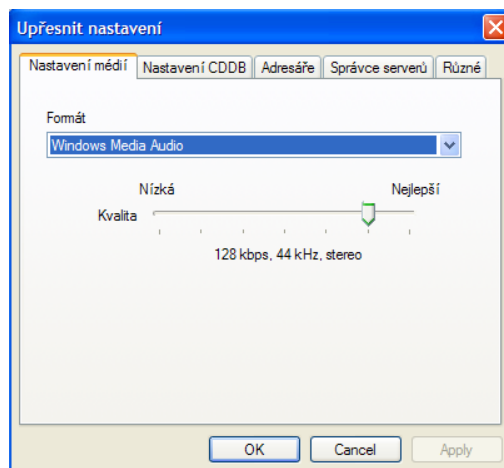 Upřesnit nastavení
Nastavení médií Nastavení CDDB Adresáře Správce serverů Různé
Formát
Windows Media Audio
Nízká Nejlepší
Kvalita
128 kbps, 44 kHz, stereo
OK Cancel Apply